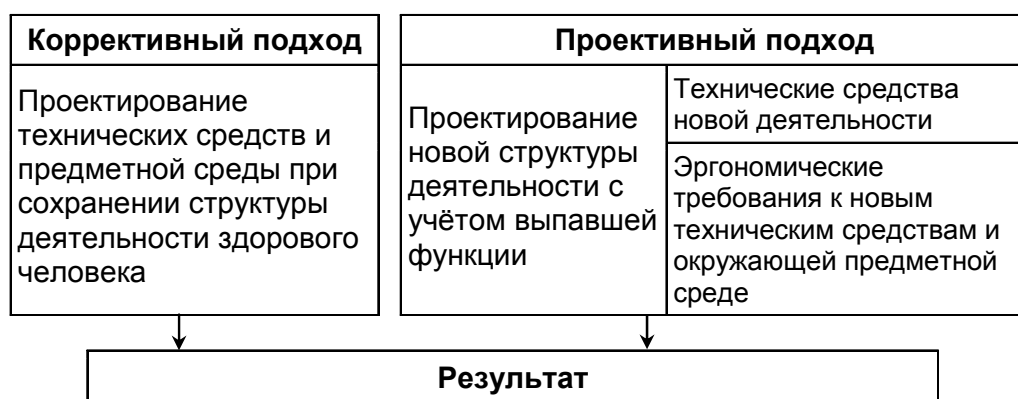 Коррективный подход
Проектирование
технических средств и
предметной среды при
сохранении структуры
деятельности здорового
человека
Проективный подход
Проектирование
новой структуры
деятельности с
учётом выпавшей
функции
Технические средства
новой деятельности
Эргономические
требования к новым
техническим средствам и
окружающей предметной
среде
Результат